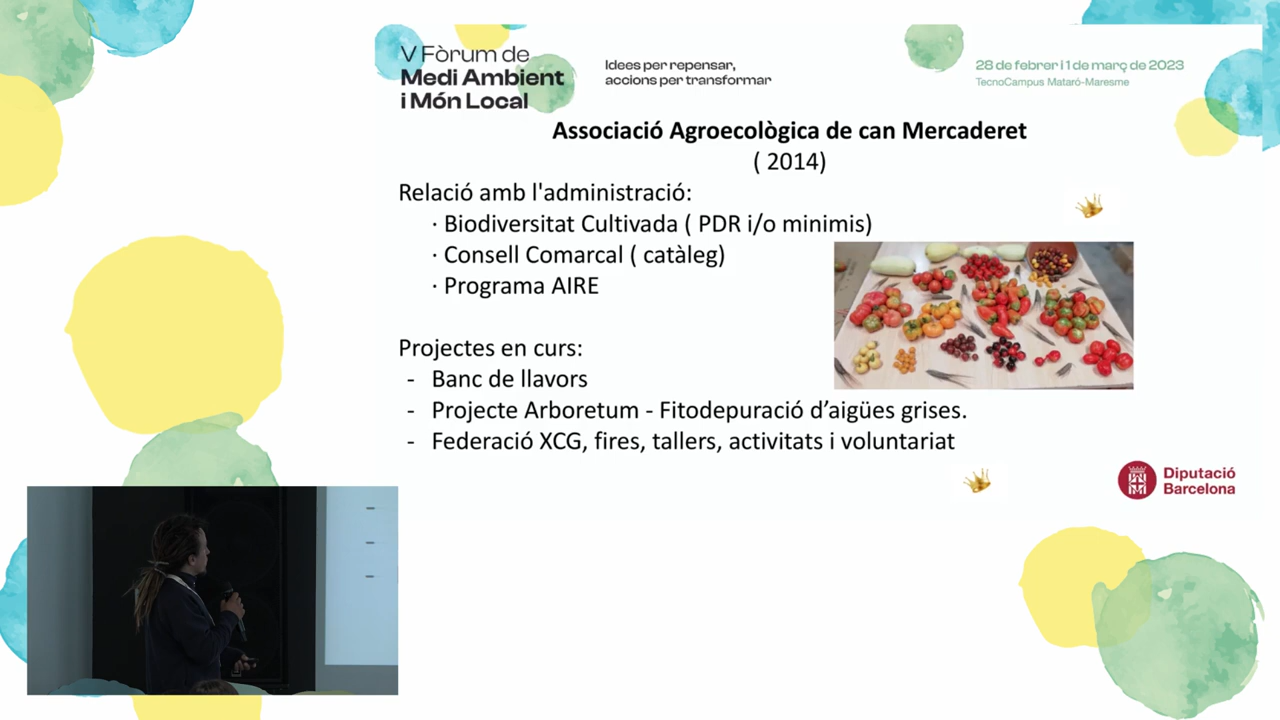 V Fòrum de
Medi Ambient
i Món Local
Idees per repensar,
accions per transformar
28 de febrer i 1 de març de 2023
TecnoCampus Mataró-Maresme
Associació Agroecològica de can Mercaderet
( 2014)
Relació amb l'administració:
· Biodiversitat Cultivada ( PDR i/o minimis)
· Consell Comarcal ( catàleg)
· Programa AIRE
Projectes en curs:
- Banc de llavors
- Projecte Arboretum - Fitodepuració d’aigües grises.
- Federació XCG, fires, tallers, activitats i voluntariat
Diputació
Barcelona